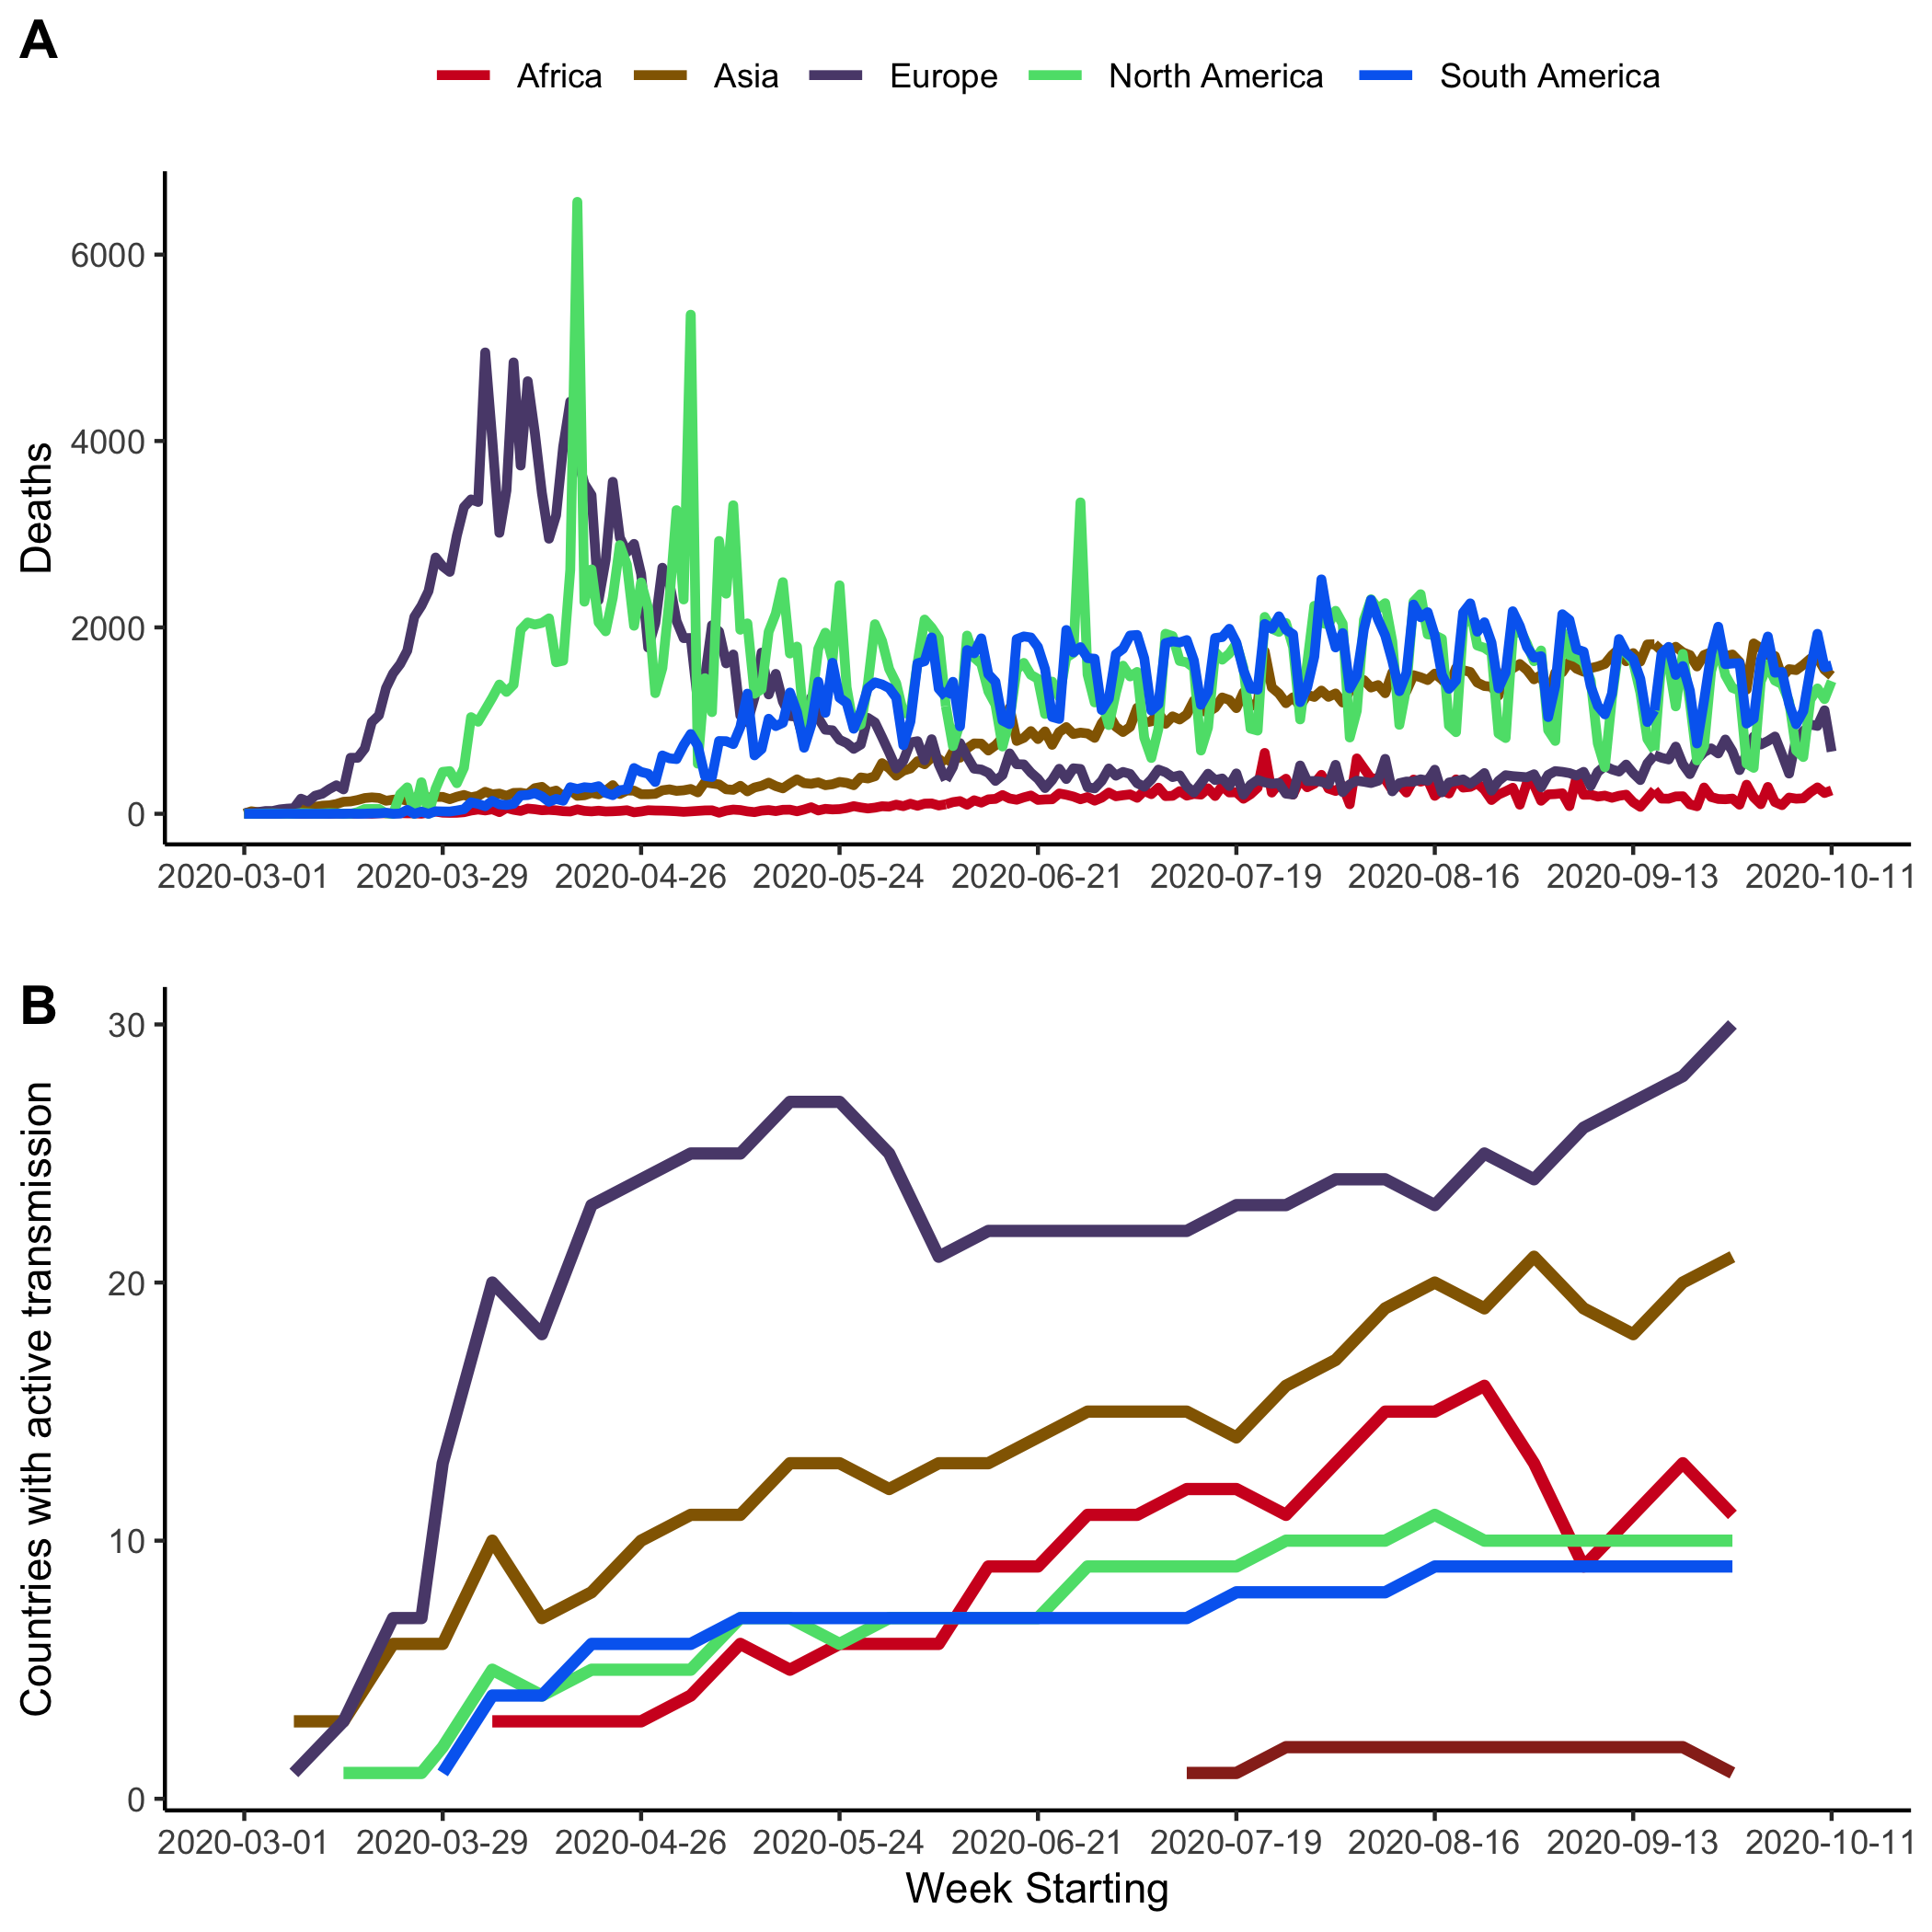 A
Africa Asia Europe North America South America
Deaths
6000
4000
2000
0
2020-03-01 2020-03-29 2020-04-26 2020-05-24 2020-06-21 2020-07-19 2020-08-16 2020-09-13 2020-10-11
B
Countries with active transmission
30
20
10
0
2020-03-01 2020-03-29 2020-04-26 2020-05-24 2020-06-21 2020-07-19 2020-08-16 2020-09-13 2020-10-11
Week Starting